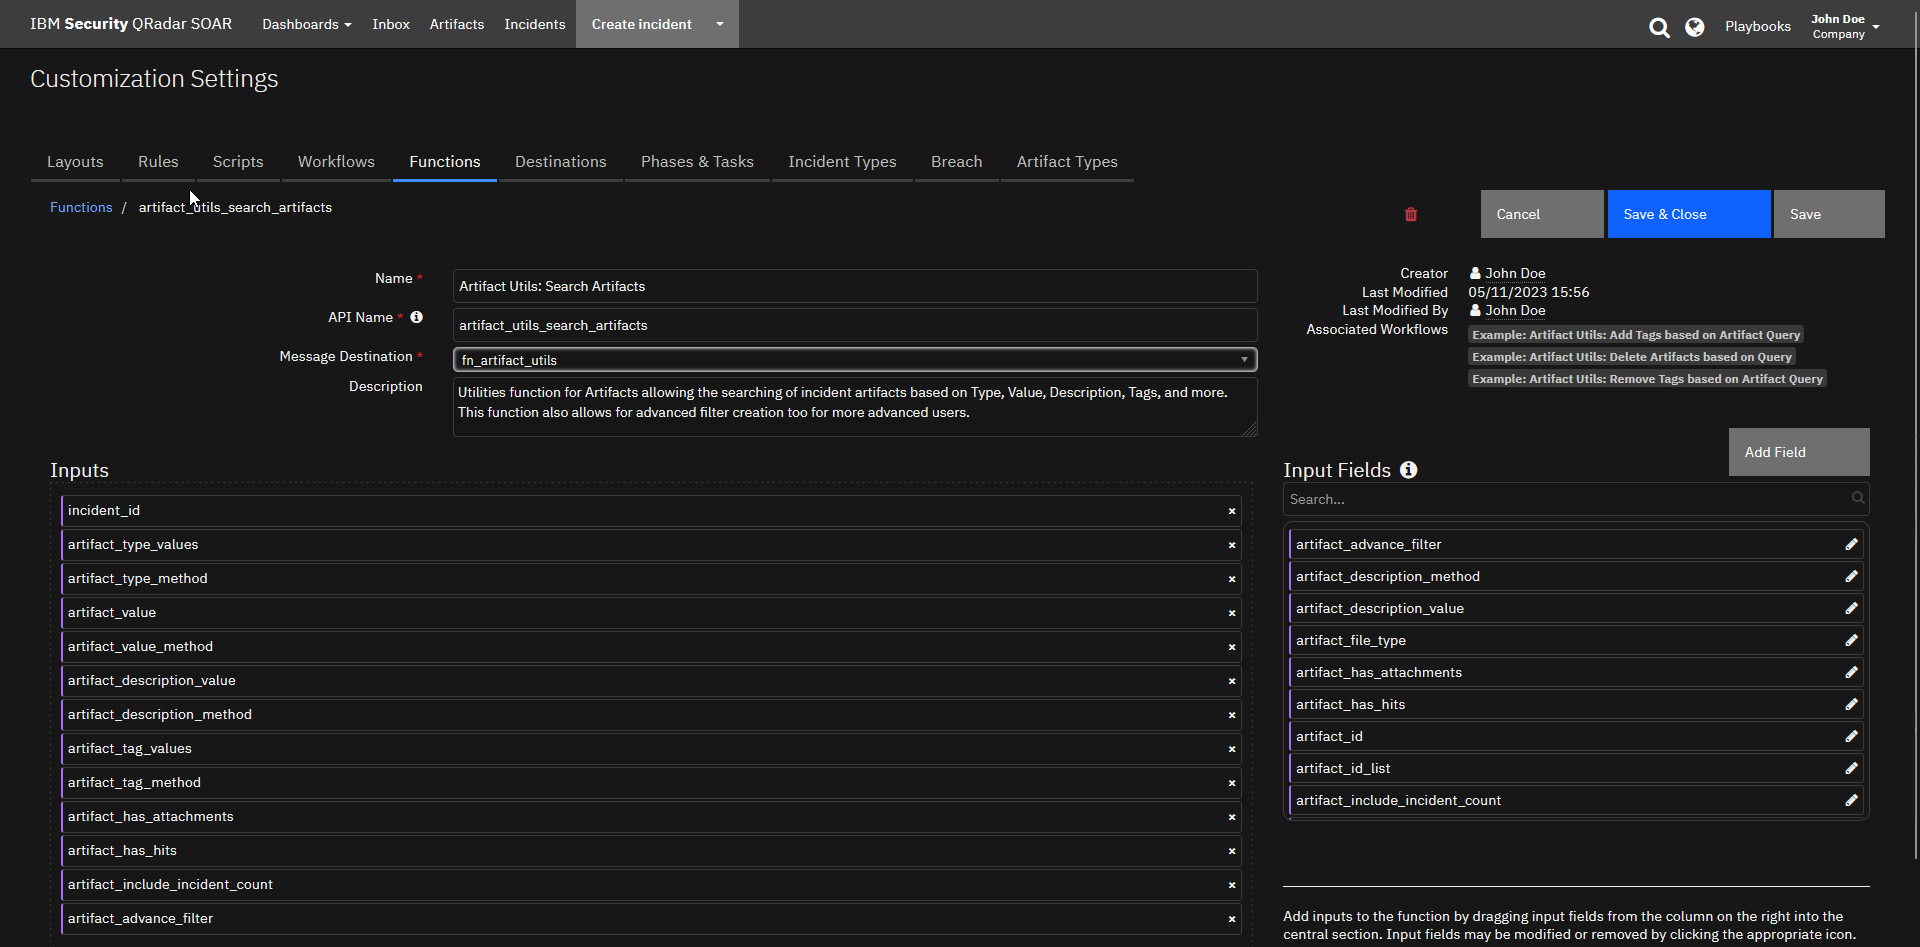 IBM Security QRadar SOAR Dashboards Inbox Artifacts Incidents Create incident Playbooks John Doe
Company
Customization Settings
Layouts Rules Scripts Workflows Functions Destinations Phases & Tasks Incident Types Breach Artifact Types
Functions / artifact_utils_search_artifacts
Cancel Save & Close Save
Name * Artifact Utils: Search Artifacts
API Name * artifact_utils_search_artifacts
Message Destination * fn_artifact_utils
Description Utilities function for Artifacts allowing the searching of incident artifacts based on Type, Value, Description, Tags, and more.
This function also allows for advanced filter creation too for more advanced users.
Creator John Doe
Last Modified 05/11/2023 15:56
Last Modified By John Doe
Associated Workflows Example: Artifact Utils: Add Tags based on Artifact Query
Example: Artifact Utils: Delete Artifacts based on Query
Example: Artifact Utils: Remove Tags based on Artifact Query
Inputs
incident_id
artifact_type_values
artifact_type_method
artifact_value
artifact_value_method
artifact_description_value
artifact_description_method
artifact_tag_values
artifact_tag_method
artifact_has_attachments
artifact_has_hits
artifact_include_incident_count
artifact_advance_filter
Add Field
Input Fields
Search...
artifact_advance_filter
artifact_description_method
artifact_description_value
artifact_file_type
artifact_has_attachments
artifact_has_hits
artifact_id
artifact_id_list
artifact_include_incident_count
Add inputs to the function by dragging input fields from the column on the right into the
central section. Input fields may be modified or removed by clicking the appropriate icon.